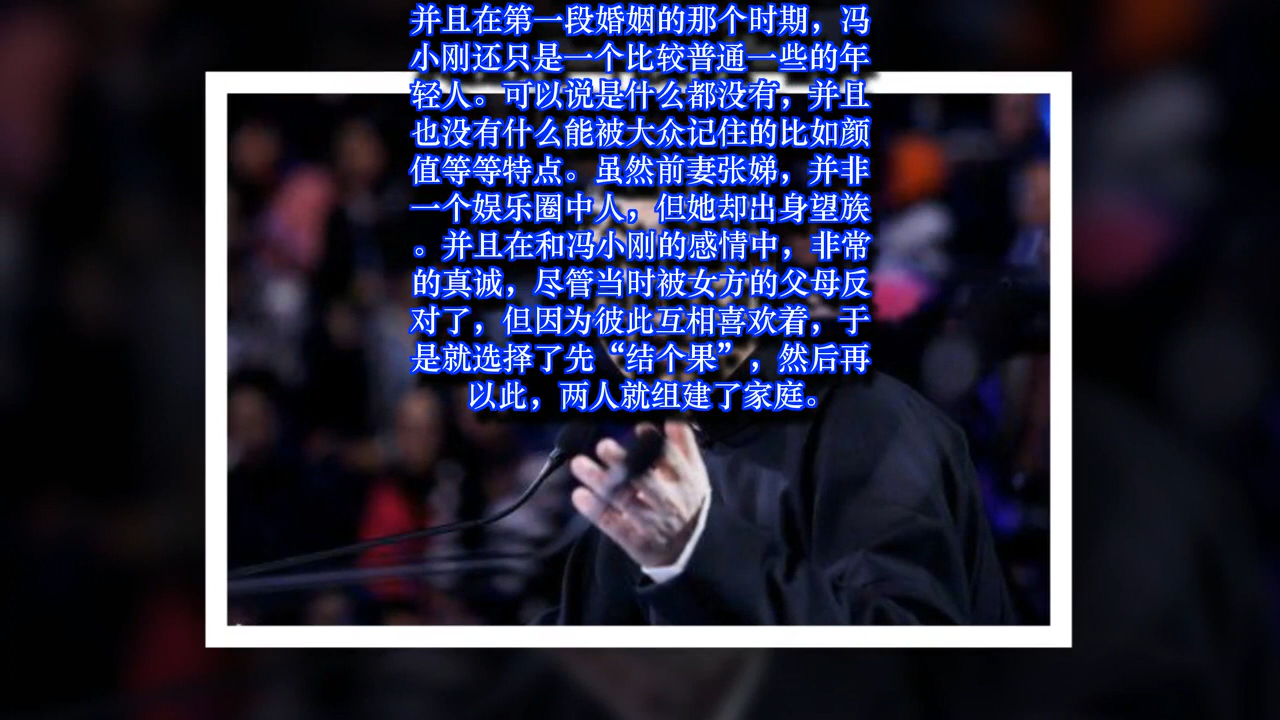 并且在第一段婚姻的那个时期，冯
小刚还只是一个比较普通一些的年
轻人。可以说是什么都没有，并且
也没有什么能被大众记住的比如颜
值等等特点。虽然前妻张娣，并非
一个娱乐圈中人，但她却出身望族
。并且在和冯小刚的感情中，非常
的真诚，尽管当时被女方的父母反
对了，但因为彼此互相喜欢着，于
是就选择了先“结个果”，然后再
以此，两人就组建了家庭。